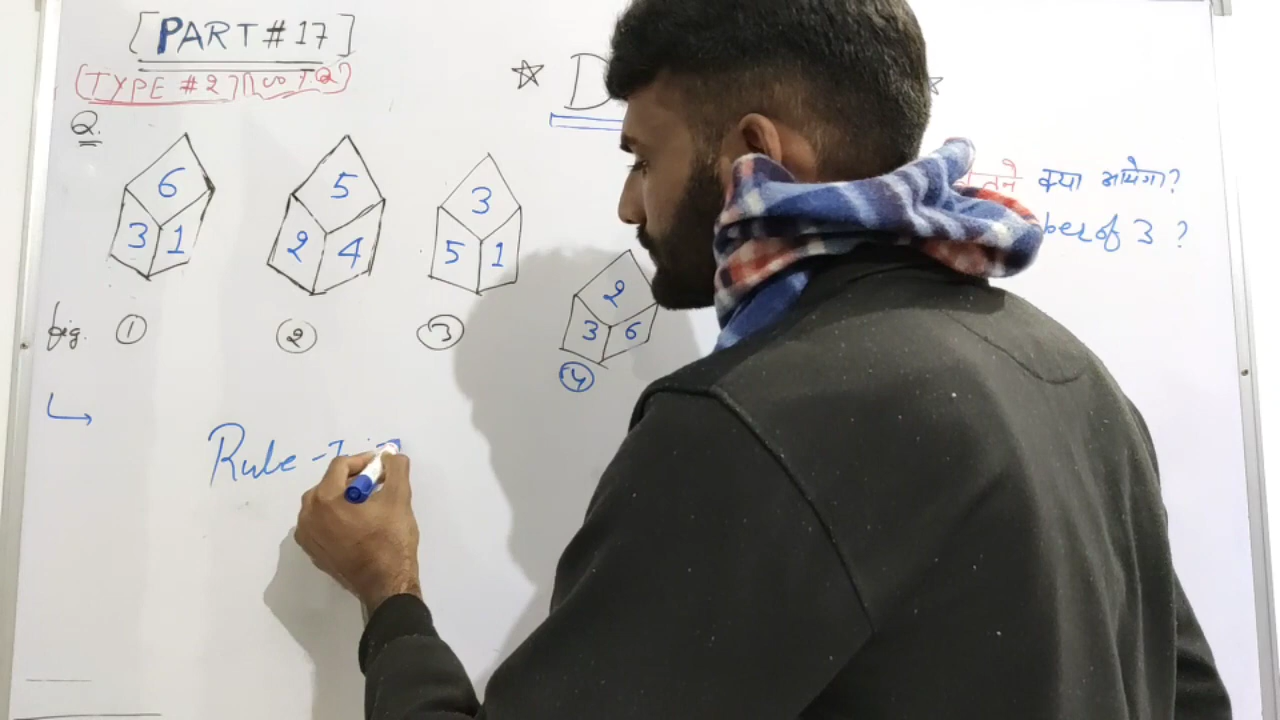 [PART # 17]
TYPE # 2
☆ D
Q.
6 3 1
5 2 4
3 5 1
2 3 6
क्या आयेगा?
ber of 3 ?
fig. ① ② ③
④
Rule -